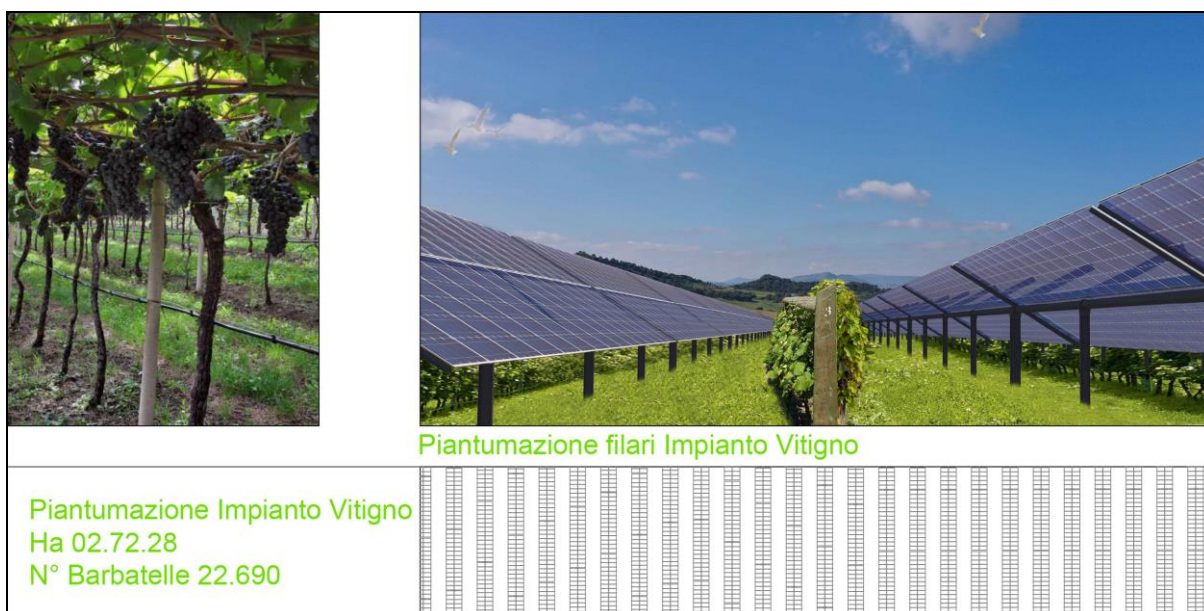 Piantumazione filari Impianto Vitigno
Piantumazione Impianto Vitigno
Ha 02.72.28
N° Barbatelle 22.690